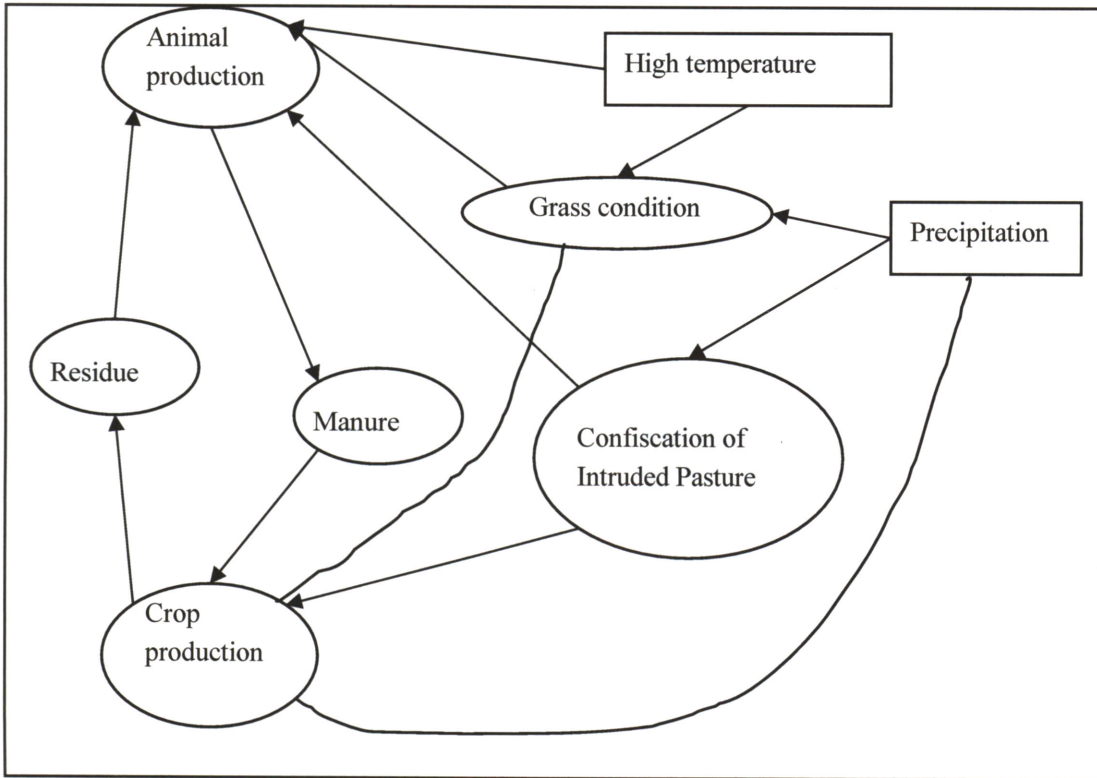 Animal
production
High temperature
Grass condition
Precipitation
Residue
Manure
Confiscation of
Intruded Pasture
Crop
production